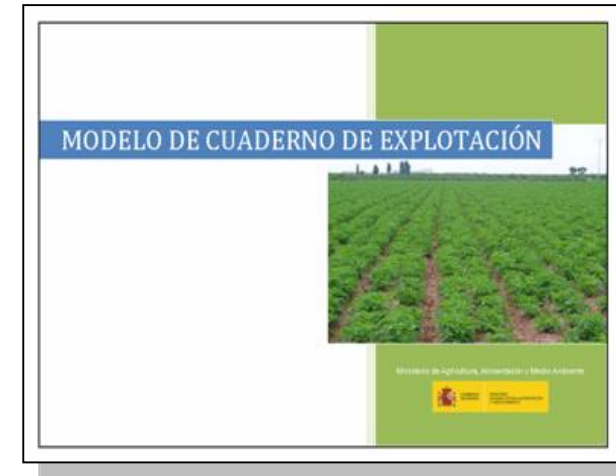 MODELO DE CUADERNO DE EXPLOTACIÓN
Ministerio de Agricultura, Alimentación y Medio Ambiente